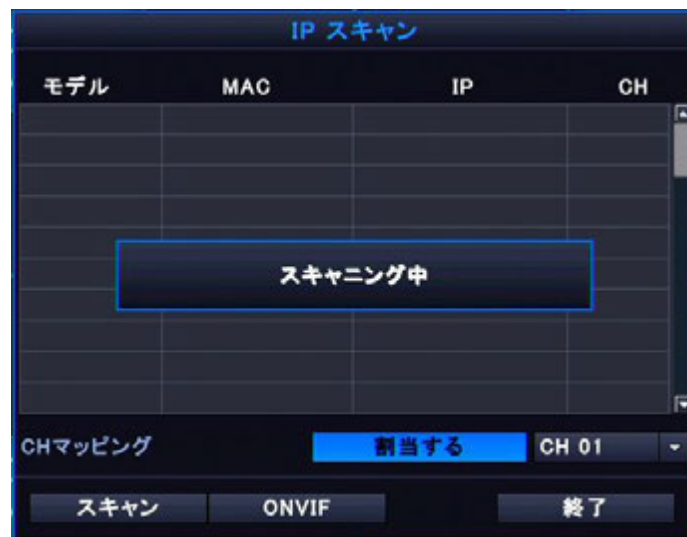 IP スキャン
モデル MAC IP CH
スキャニング中
CHマッピング 割当する CH 01
スキャン ONVIF 終了